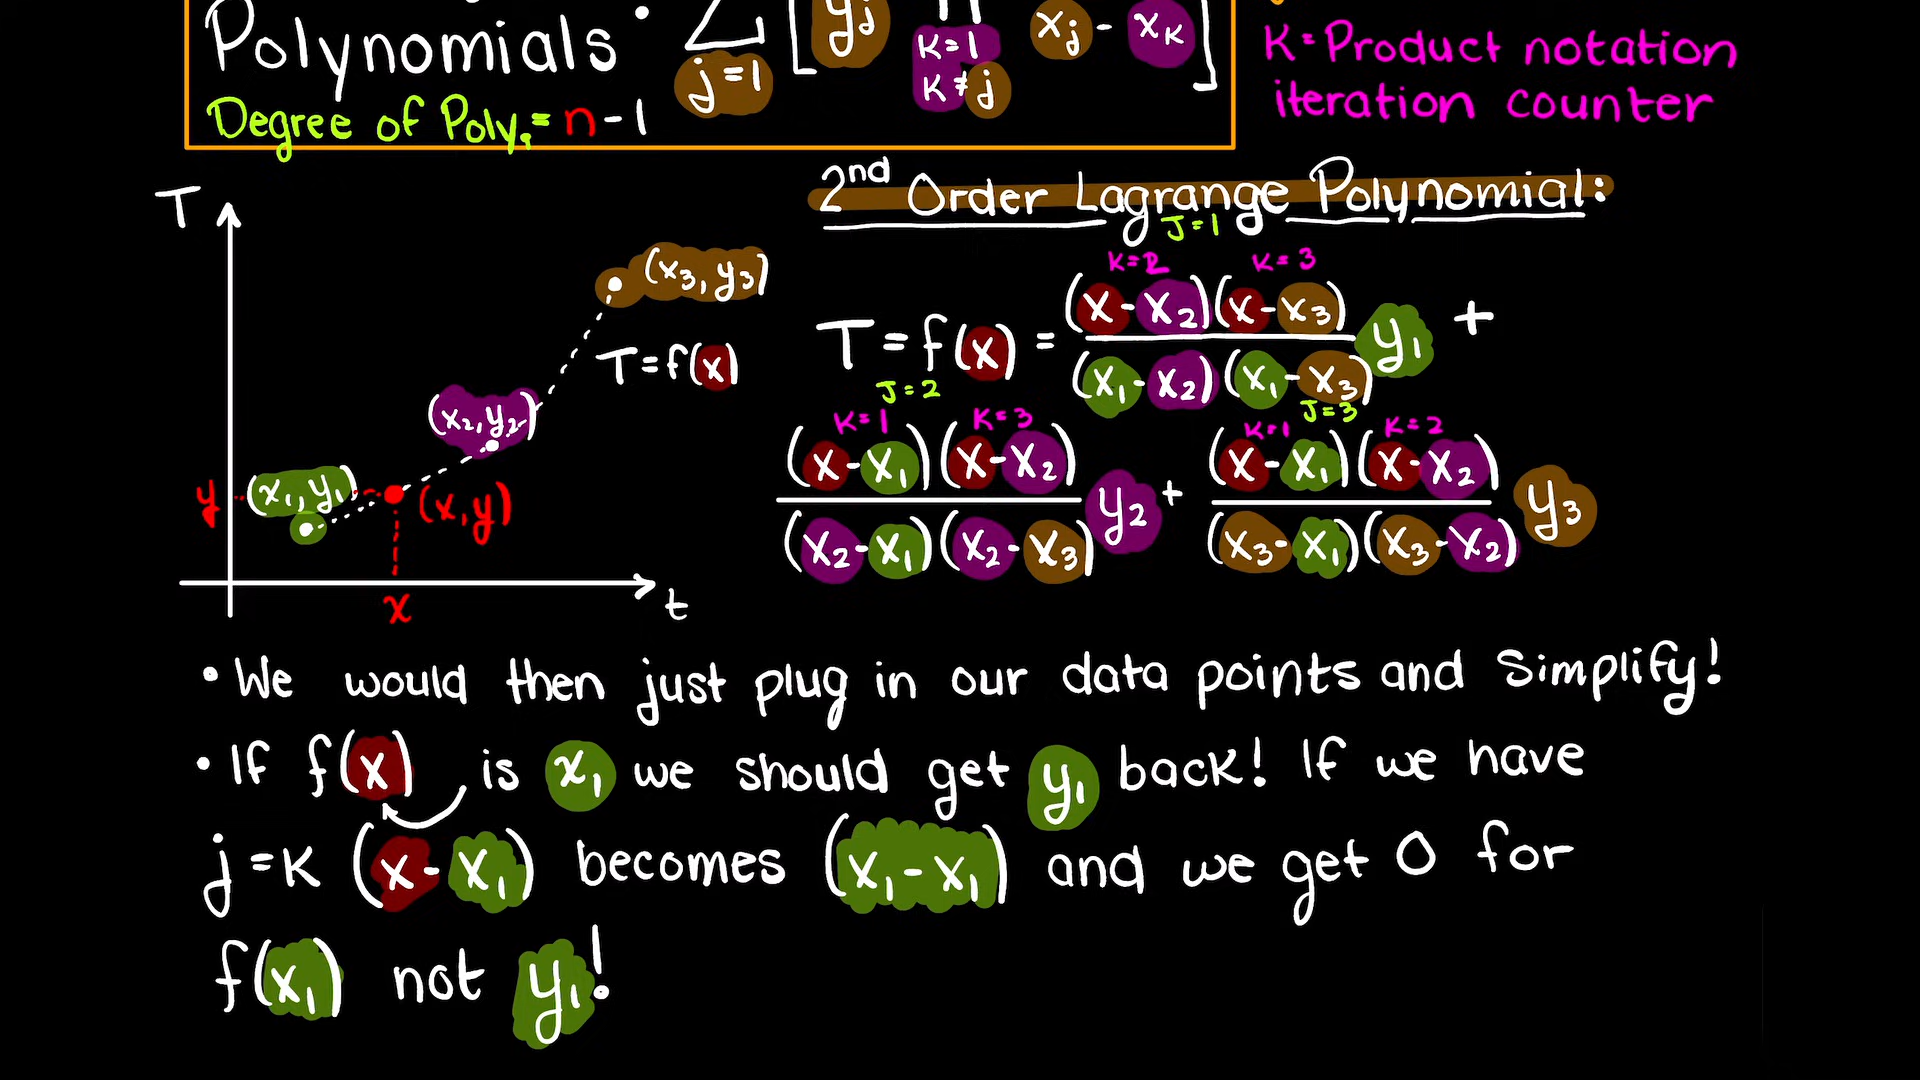 Polynomials • Σ j=1 [ yj Π K=1 K≠j xj - xK ]
Degree of Poly. = n-1
K=Product notation
iteration counter
2nd Order Lagrange Polynomial:
T
(x3, y3)
T=f(x)
(x2, y2)
(x1, y1)
y
(x, y)
x
t
J=1
K=2 K=3
T=f(x) = (x-x2)(x-x3) / (x1-x2)(x1-x3) y1 +
J=2
K=1 K=3
(x-x1)(x-x2) / (x2-x1)(x2-x3) y2 +
J=3
K=1 K=2
(x-x1)(x-x2) / (x3-x1)(x3-x2) y3
• We would then just plug in our data points and simplify!
• If f(x) is x1 we should get y1 back! If we have
j=K (x-x1) becomes (x1-x1) and we get 0 for
f(x1) not y1!